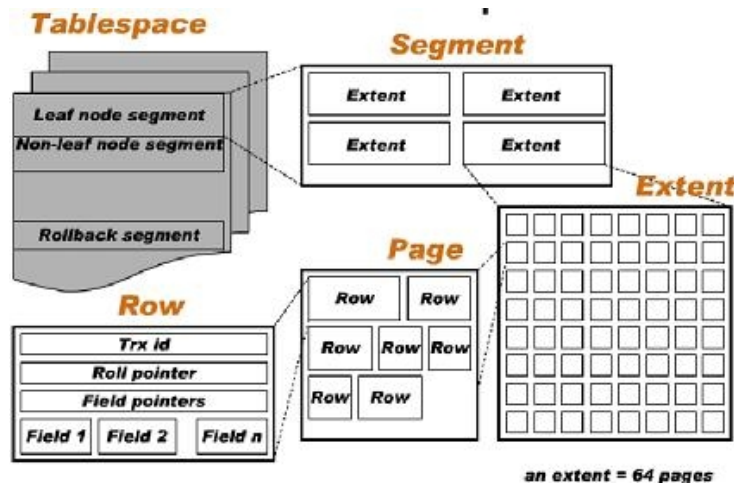 Tablespace
Segment
Leaf node segment
Non-leaf node segment
Rollback segment
Extent Extent
Extent Extent
Extent
Page
Row Row
Row Row Row
Row Row
Row
Trx id
Roll pointer
Field pointers
Field 1 Field 2 Field n
an extent = 64 pages